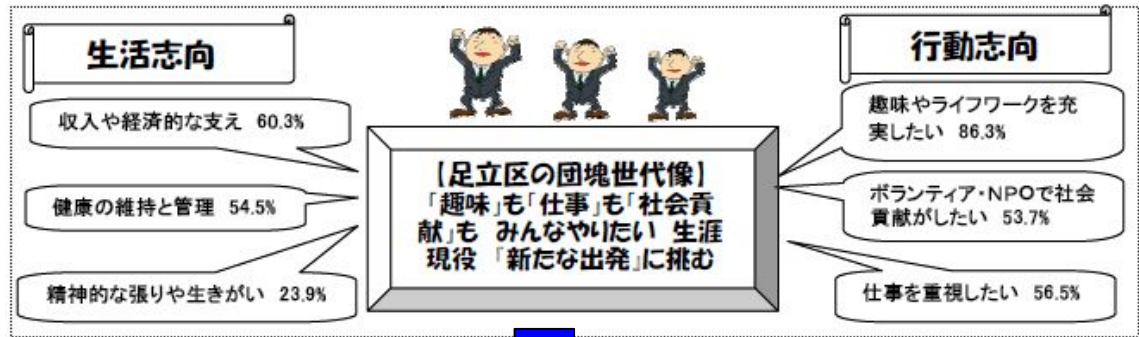 生活志向
収入や経済的な支え 60.3%
健康の維持と管理 54.5%
精神的な張りや生きがい 23.9%
【足立区の団塊世代像】
「趣味」も「仕事」も「社会貢
献」も みんなやりたい 生涯
現役 『新たな出発』に挑む
行動志向
趣味やライフワークを充
実したい 86.3%
ボランティア・NPOで社会
貢献がしたい 53.7%
仕事を重視したい 56.5%